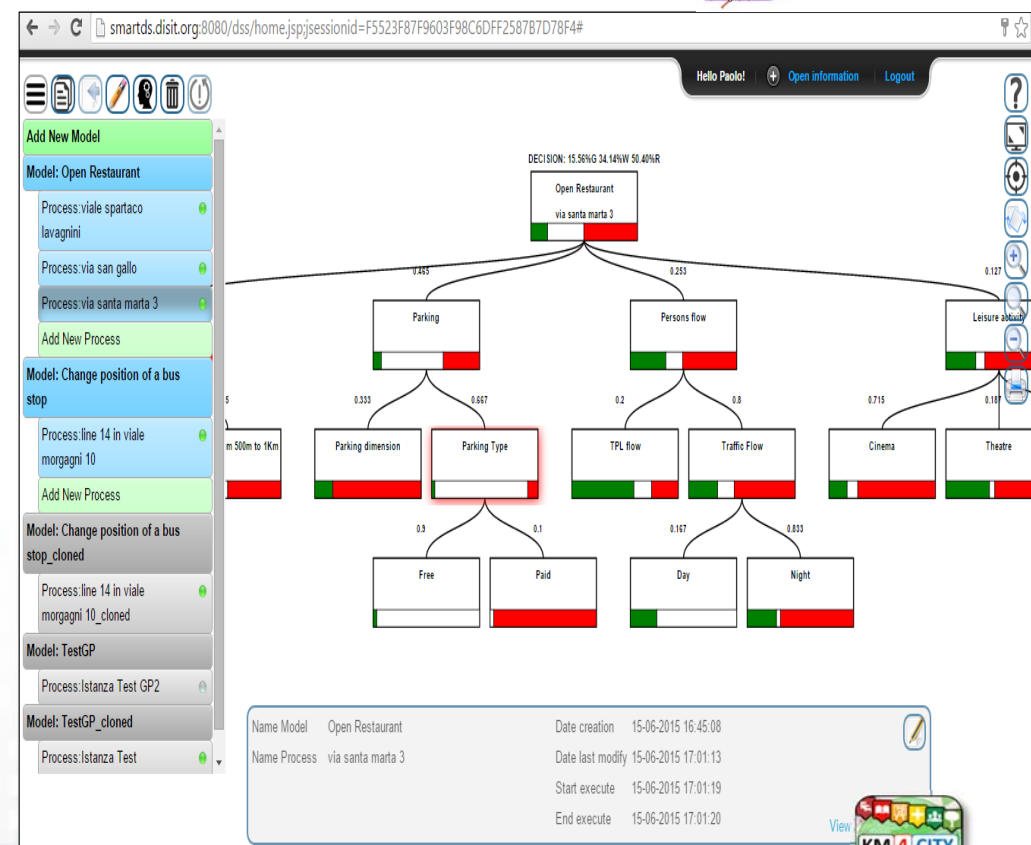 smartds.disit.org:8080/dss/home.jsp;jsessionid=F5523F87F9603F98C6DFF2587B7D78F4#
Hello Paolo! Open information Logout
Add New Model
Model: Open Restaurant
Process:viale spartaco
lavagnini
Process:via san gallo
Process:via santa marta 3
Add New Process
Model: Change position of a bus
stop
Process:line 14 in viale
morgagni 10
Add New Process
Model: Change position of a bus
stop_cloned
Process:line 14 in viale
morgagni 10_cloned
Model: TestGP
Process:Istanza Test GP2
Model: TestGP_cloned
Process:Istanza Test
DECISION: 15.56%G 34.14%W 50.40%R
Open Restaurant
via santa marta 3
0.465 0.253 0.127
Parking Persons flow Leisure activity
5 0.333 0.667 0.2 0.8 0.715 0.187
m 500m to 1Km Parking dimension Parking Type TPL flow Traffic Flow Cinema Theatre
0.9 0.1 0.167 0.833
Free Paid Day Night
Name Model Open Restaurant Date creation 15-06-2015 16:45:08
Name Process via santa marta 3 Date last modify 15-06-2015 17:01:13
Start execute 15-06-2015 17:01:19
End execute 15-06-2015 17:01:20
View
KM 4 CITY